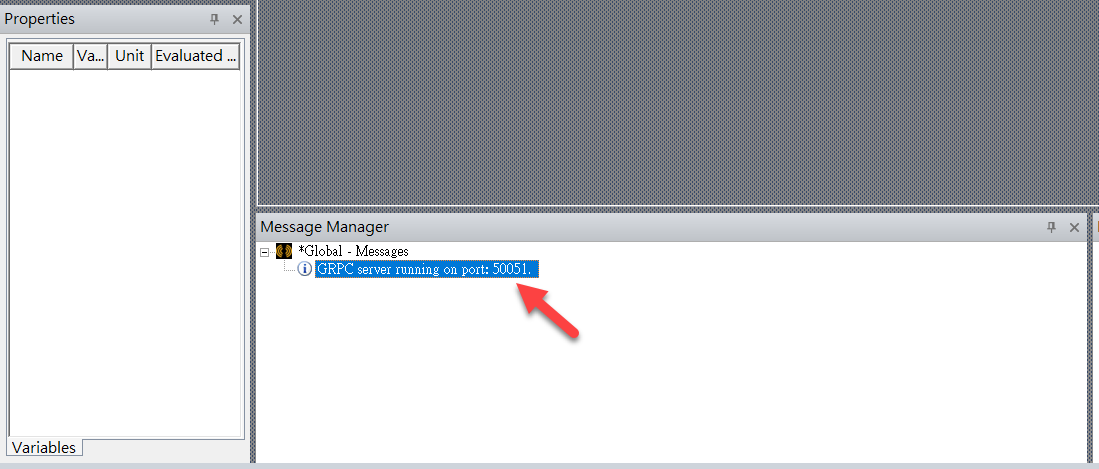 Properties
Name Va... Unit Evaluated ...
Variables
Message Manager
*Global - Messages
GRPC server running on port: 50051.